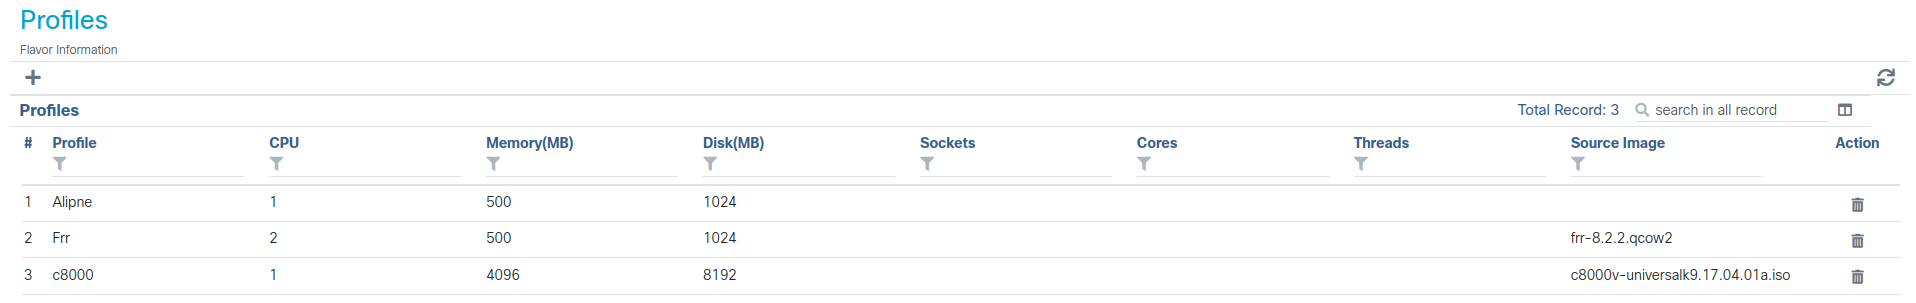 Profiles
Flavor Information
Profiles Total Record: 3 search in all record
# Profile CPU Memory(MB) Disk(MB) Sockets Cores Threads Source Image Action
1 Alipne 1 500 1024
2 Frr 2 500 1024 frr-8.2.2.qcow2
3 c8000 1 4096 8192 c8000v-universalk9.17.04.01a.iso